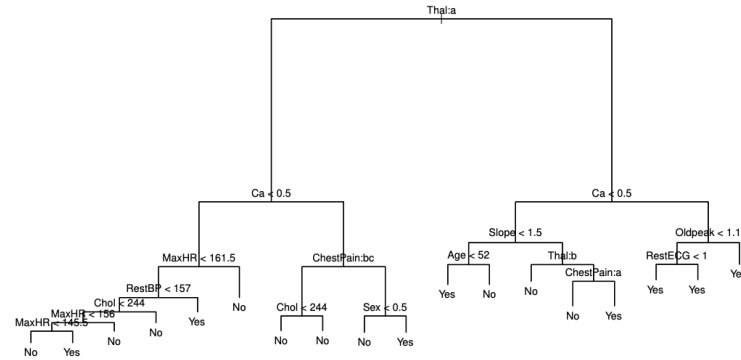 Thal:a
Ca < 0.5
Ca < 0.5
Slope < 1.5
Oldpeak < 1.1
MaxHR < 161.5
ChestPain:bc
Age < 52
Thal:b
RestECG < 1
ChestPain:a
Ye
RestBP < 157
Yes
No
No
Yes
Yes
Chol < 244
No
Chol < 244
Sex < 0.5
No
Yes
MaxHR < 156
Yes
MaxHR < 145.5
No
No
No
No
No
Yes
No
Yes